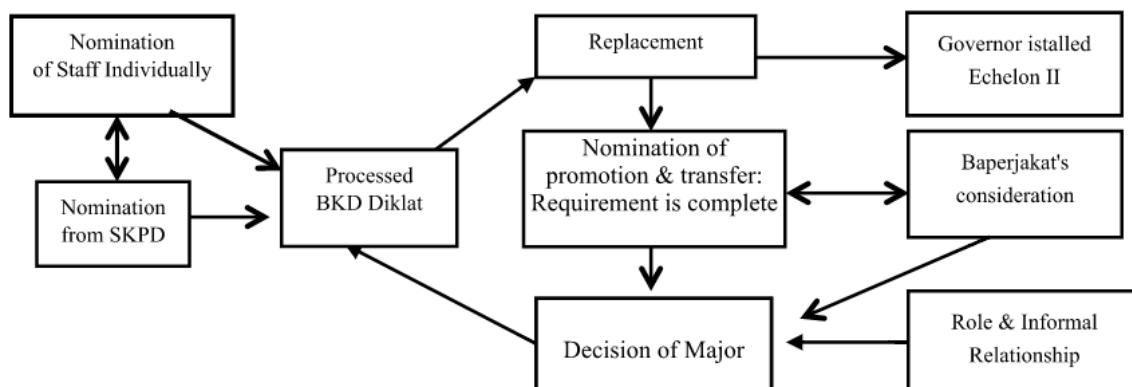 Nomination
of Staff Individually
Replacement
Governor istalled
Echelon II
Nomination
from SKPD
Processed
BKD Diklat
Nomination of
promotion & transfer:
Requirement is complete
Baperjakat's
consideration
Decision of Major
Role & Informal
Relationship